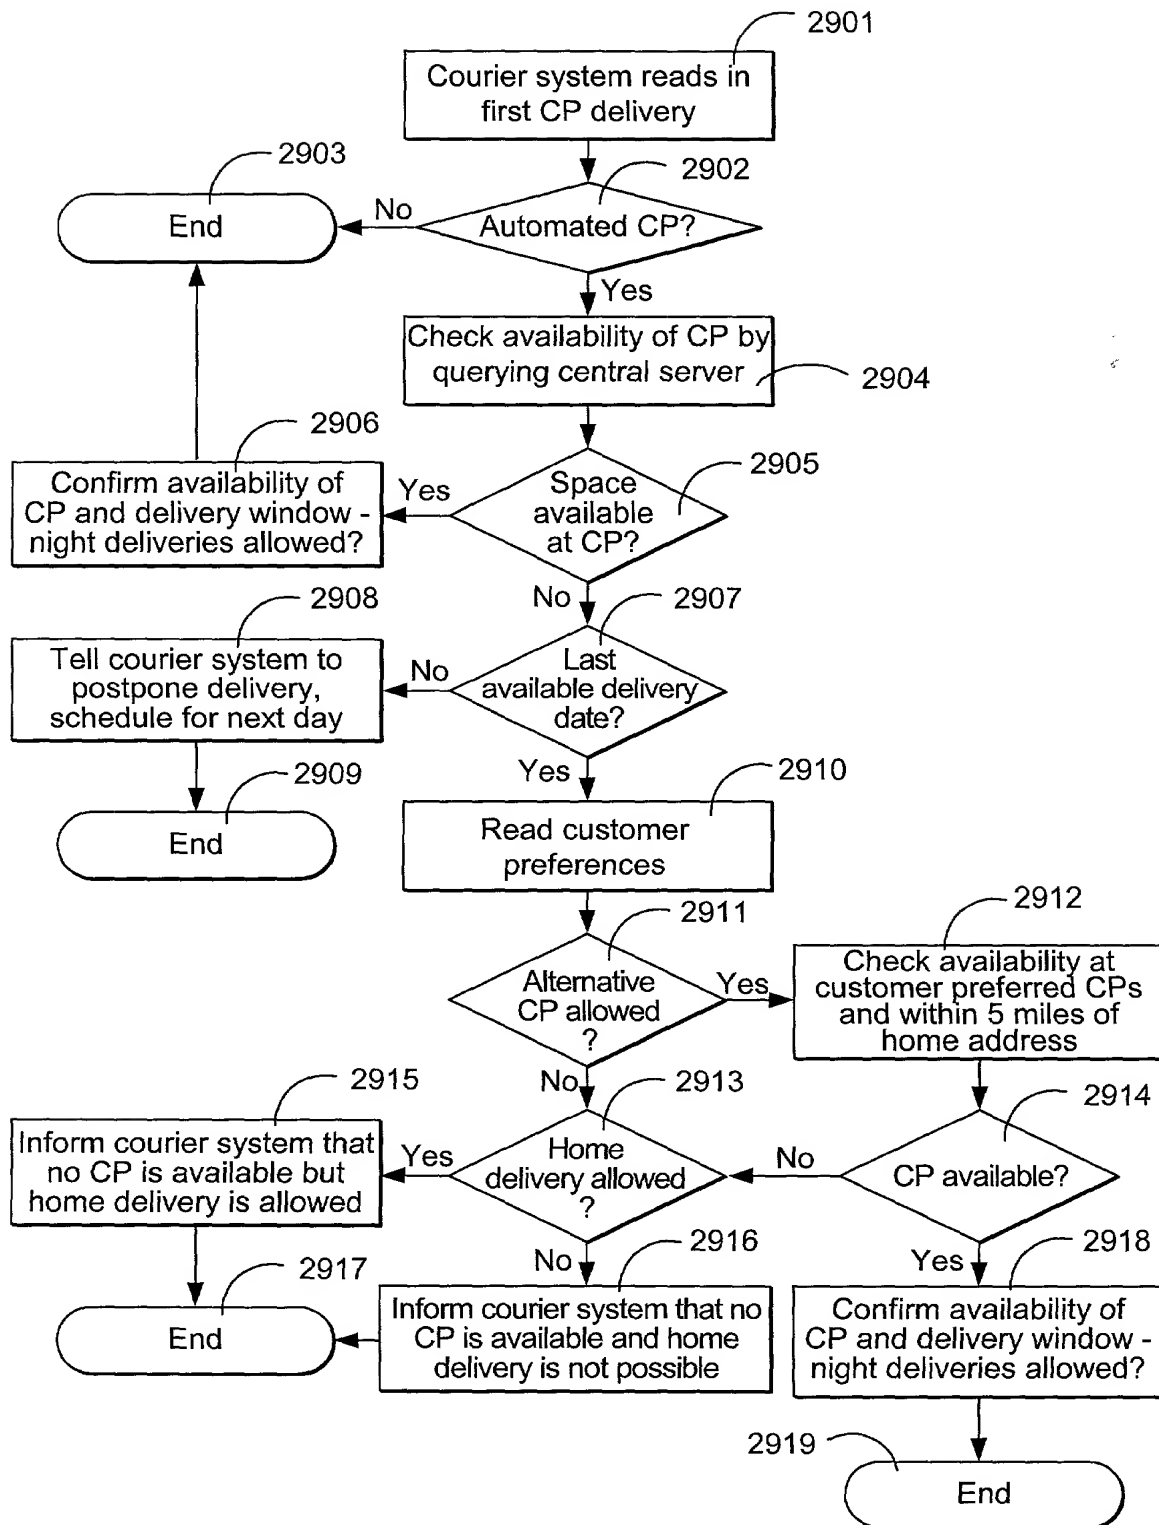 2901
Courier system reads in
first CP delivery
2903
2902
End
No
Automated CP?
Yes
Check availability of CP by
querying central server
2904
2906
2905
Confirm availability of
CP and delivery window -
night deliveries allowed?
Yes
Space
available
at CP?
No
2908
2907
Tell courier system to
postpone delivery,
schedule for next day
No
Last
available delivery
date?
2909
Yes
2910
End
Read customer
preferences
2911
2912
Alternative
CP allowed
?
Yes
Check availability at
customer preferred CPs
and within 5 miles of
home address
No
2915
2913
2914
Inform courier system that
no CP is available but
home delivery is allowed
Yes
Home
delivery allowed
?
No
CP available?
2917
No
2916
Yes
2918
End
Inform courier system that no
CP is available and home
delivery is not possible
Confirm availability of
CP and delivery window -
night deliveries allowed?
2919
End